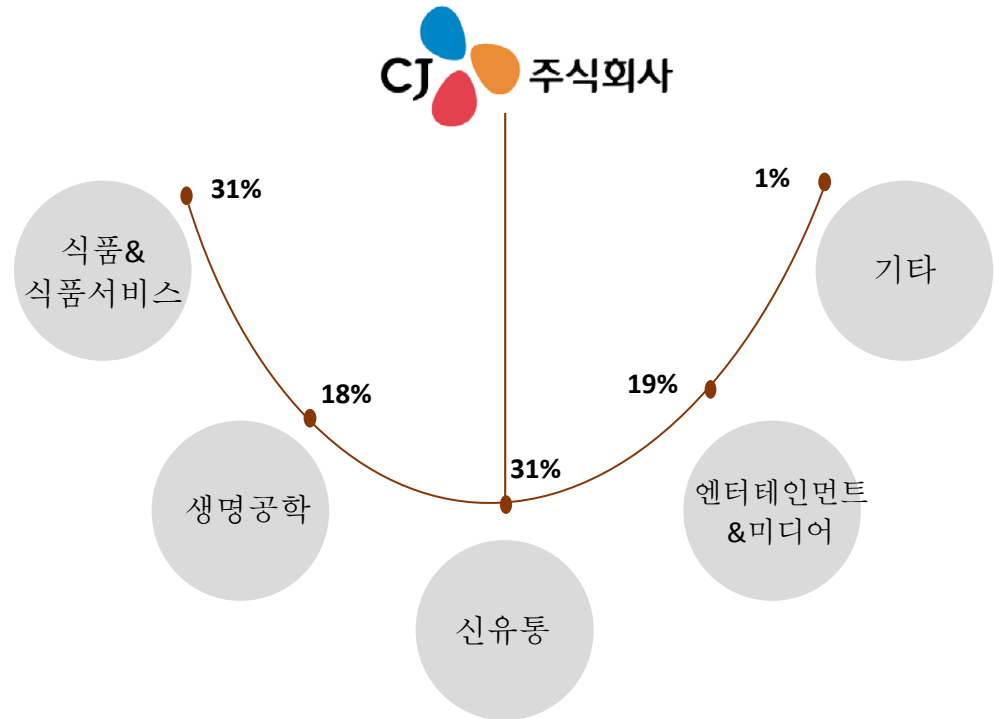 CJ 주식회사
31%
식품&
식품서비스
18%
생명공학
31%
신유통
19%
엔터테인먼트
&미디어
1%
기타